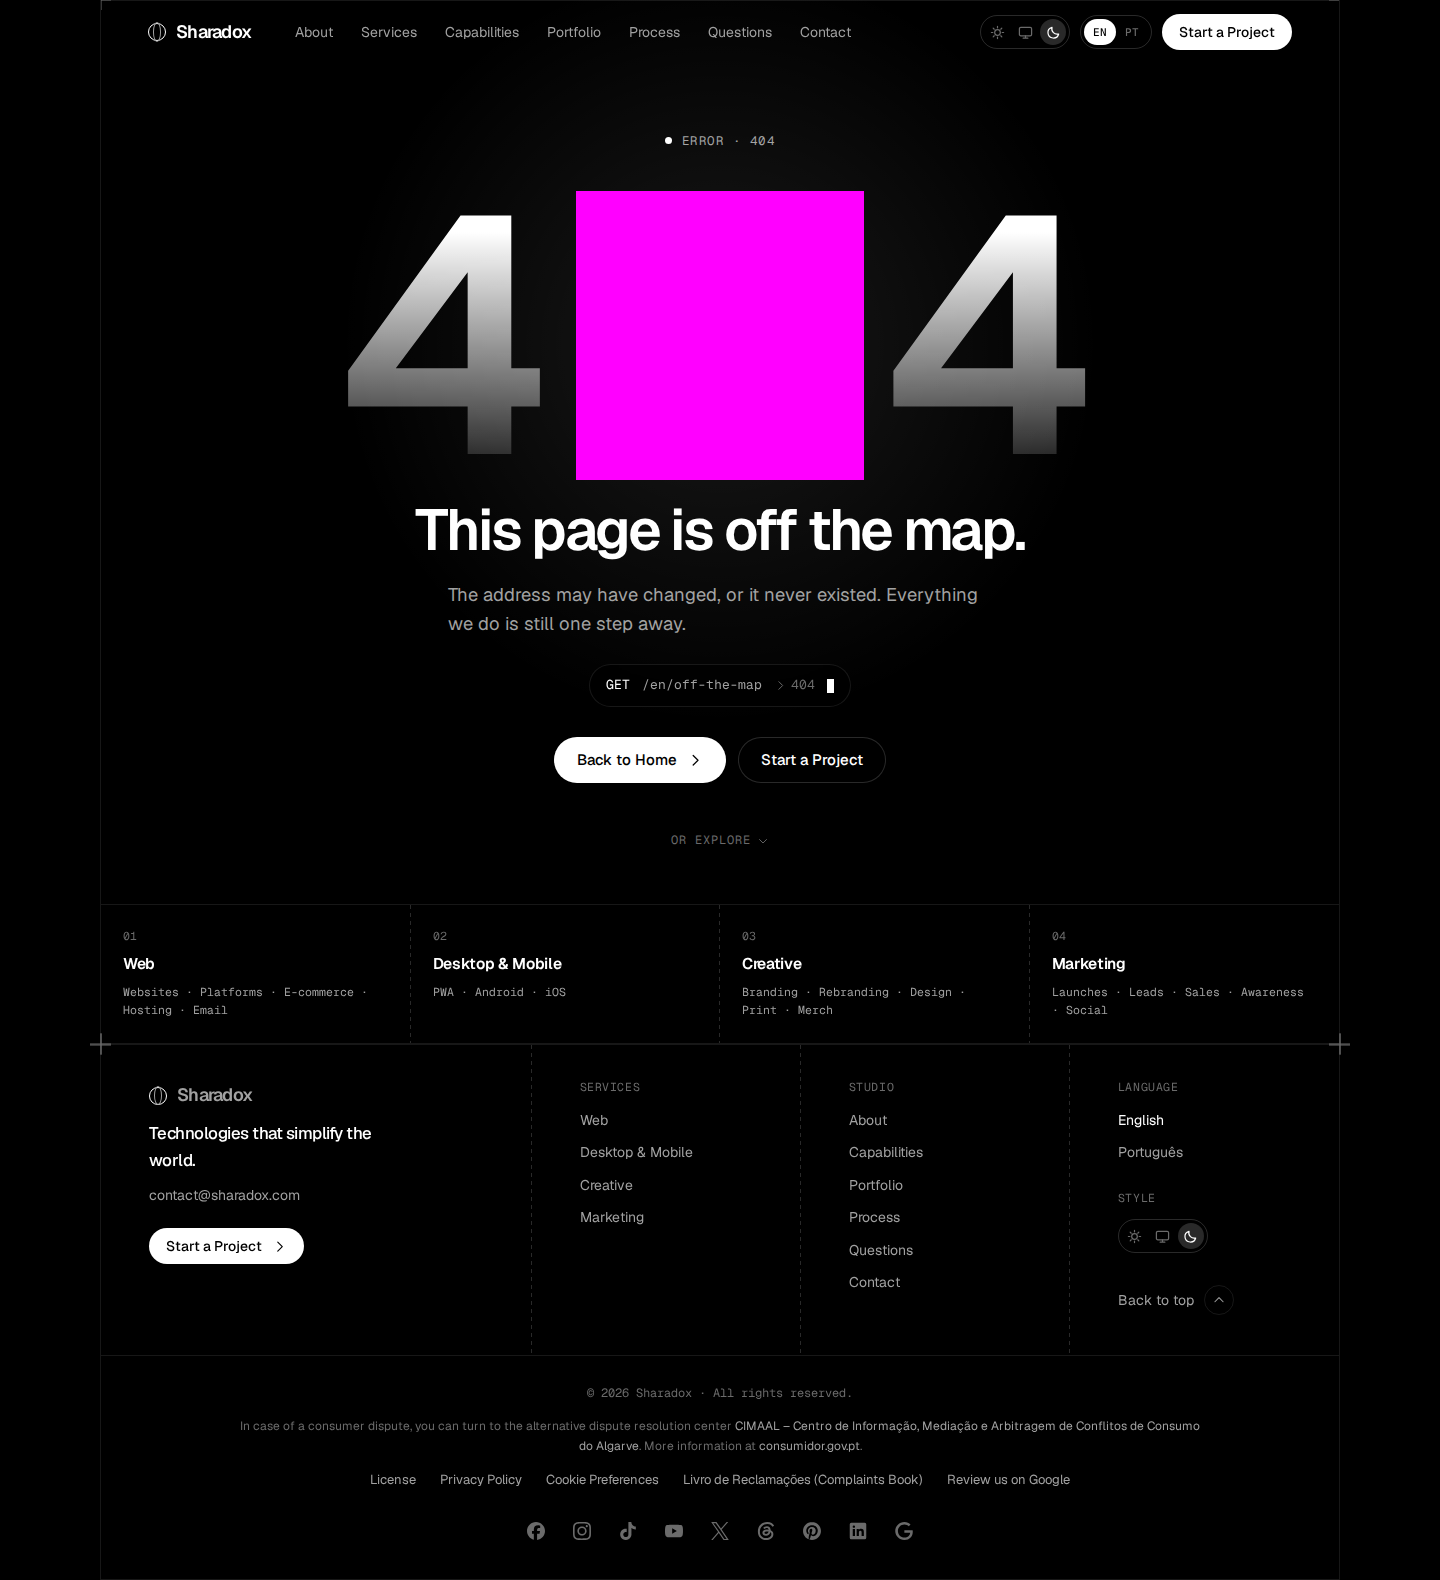 Sharadox
About
Services
Capabilities
Portfolio
Process
Questions
Contact
EN
PT
Start a Project
ERROR · 404
4
4
This page is off the map.
The address may have changed, or it never existed. Everything
we do is still one step away.
GET /en/off-the-map > 404
Back to Home
Start a Project
OR EXPLORE
01
Web
Websites · Platforms · E-commerce ·
Hosting · Email
02
Desktop & Mobile
PWA · Android · iOS
03
Creative
Branding · Rebranding · Design ·
Print · Merch
04
Marketing
Launches · Leads · Sales · Awareness
· Social
Sharadox
Technologies that simplify the
world.
contact@sharadox.com
Start a Project
SERVICES
Web
Desktop & Mobile
Creative
Marketing
STUDIO
About
Capabilities
Portfolio
Process
Questions
Contact
LANGUAGE
English
Português
STYLE
Back to top
© 2026 Sharadox · All rights reserved.
In case of a consumer dispute, you can turn to the alternative dispute resolution center CIMAAL – Centro de Informação, Mediação e Arbitragem de Conflitos de Consumo
do Algarve. More information at consumidor.gov.pt.
License
Privacy Policy
Cookie Preferences
Livro de Reclamações (Complaints Book)
Review us on Google